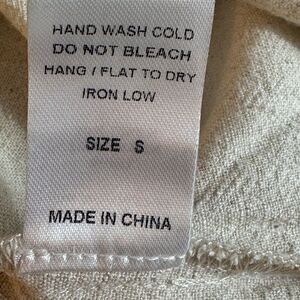 HAND WASH COLD
DO NOT BLEACH
HANG / FLAT TO DRY
IRON LOW
SIZE S
MADE IN CHINA